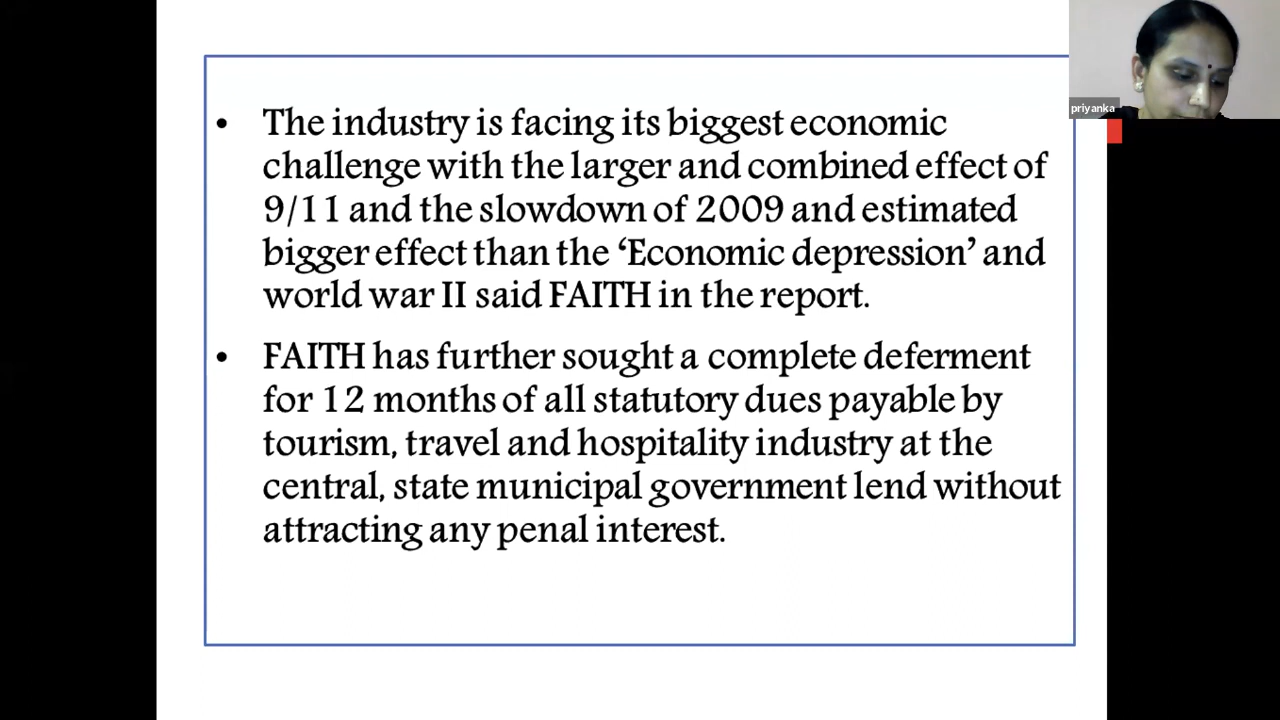 • The industry is facing its biggest economic
challenge with the larger and combined effect of
9/11 and the slowdown of 2009 and estimated
bigger effect than the ‘Economic depression’ and
world war II said FAITH in the report.
• FAITH has further sought a complete deferment
for 12 months of all statutory dues payable by
tourism, travel and hospitality industry at the
central, state municipal government lend without
attracting any penal interest.
priyanka